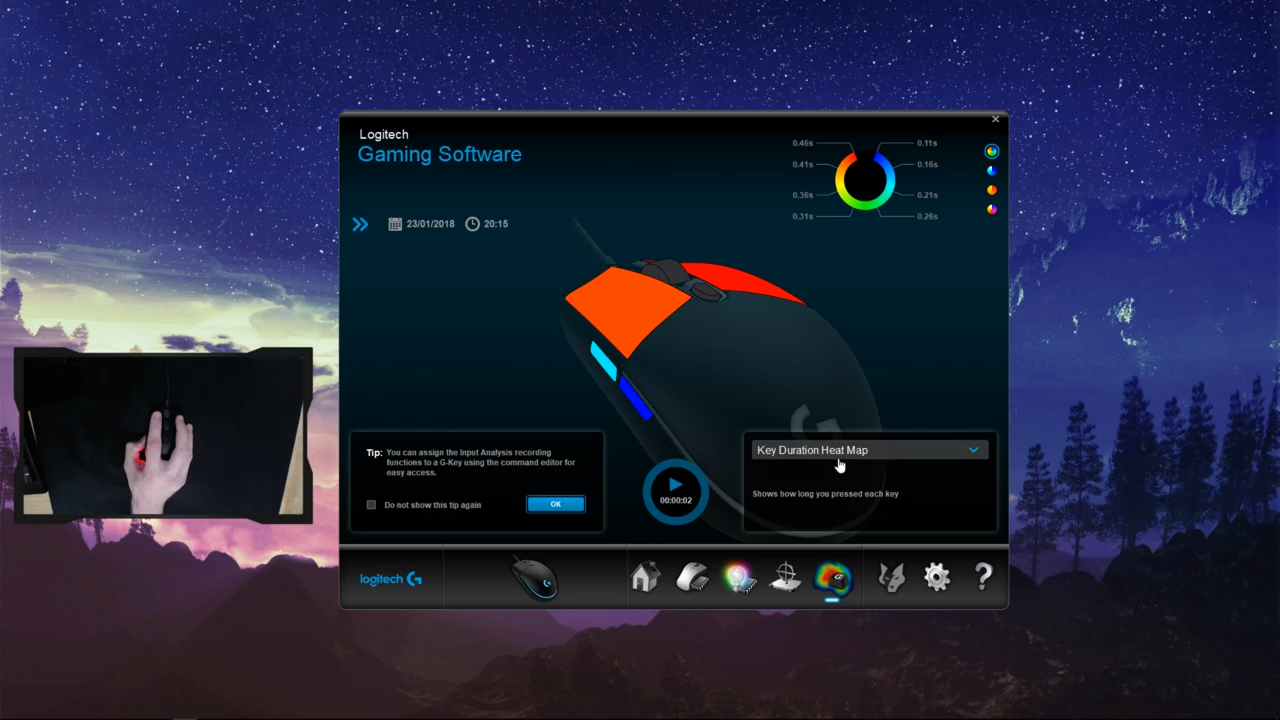 Logitech
Gaming Software
0.46s
0.11s
0.41s
0.16s
0.36s
0.21s
0.31s
0.26s
23/01/2018
20:15
Tip: You can assign the Input Analysis recording
functions to a G-Key using the command editor for
easy access.
Do not show this tip again
OK
00:00:02
Key Duration Heat Map
Shows how long you pressed each key
logitech G